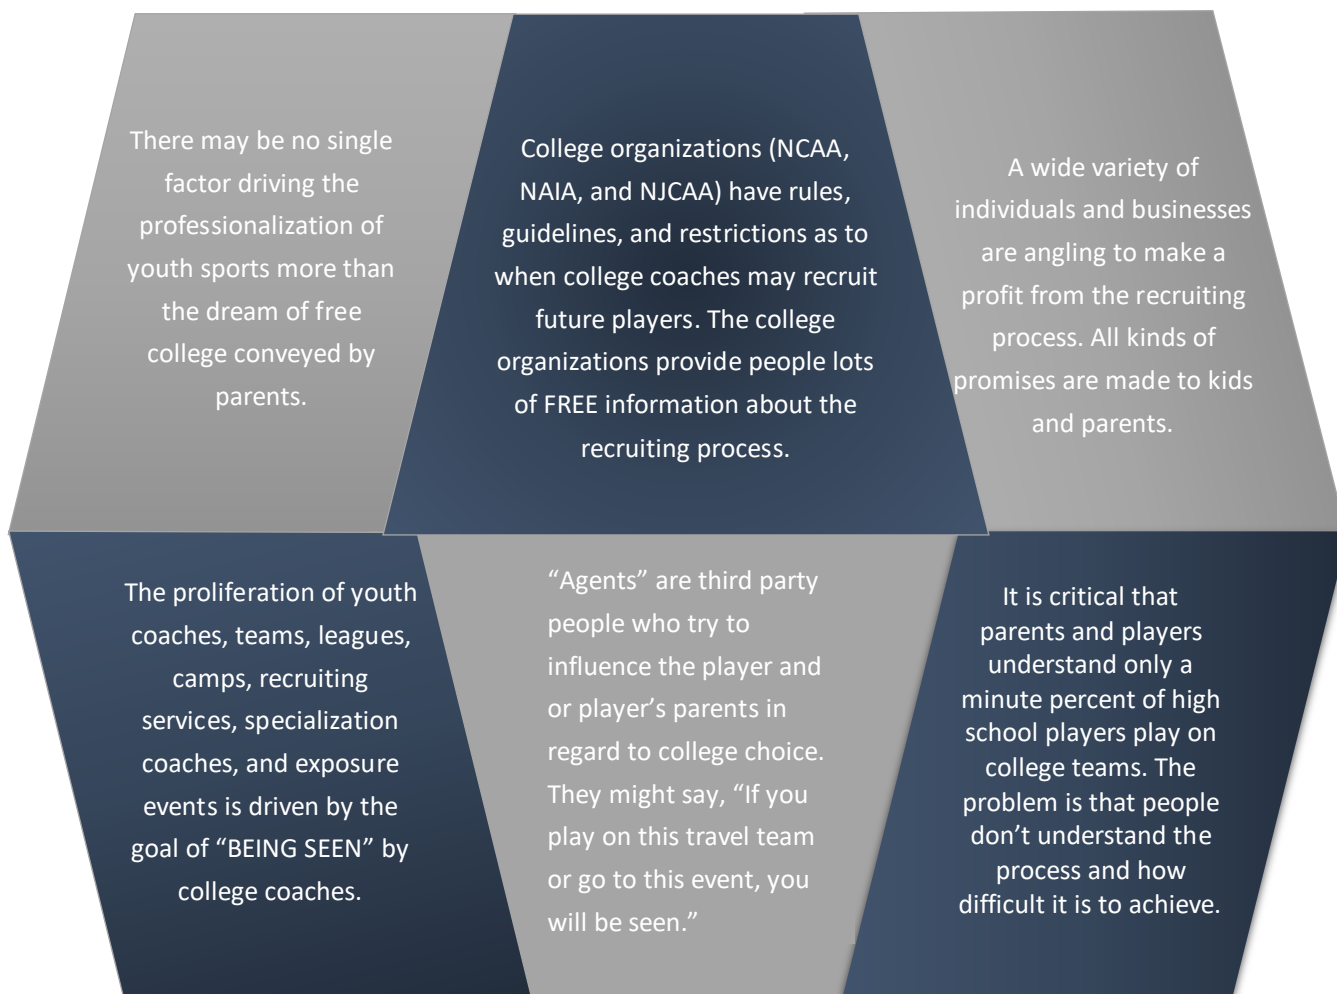 There may be no single
factor driving the
professionalization of
youth sports more than
the dream of free
college conveyed by
parents.
College organizations (NCAA,
NAIA, and NJCAA) have rules,
guidelines, and restrictions as to
when college coaches may recruit
future players. The college
organizations provide people lots
of FREE information about the
recruiting process.
A wide variety of
individuals and businesses
are angling to make a
profit from the recruiting
process. All kinds of
promises are made to kids
and parents.
The proliferation of youth
coaches, teams, leagues,
camps, recruiting
services, specialization
coaches, and exposure
events is driven by the
goal of “BEING SEEN” by
college coaches.
“Agents” are third party
people who try to
influence the player and
or player’s parents in
regard to college choice.
They might say, “If you
play on this travel team
or go to this event, you
will be seen.”
It is critical that
parents and players
understand only a
minute percent of high
school players play on
college teams. The
problem is that people
don’t understand the
process and how
difficult it is to achieve.